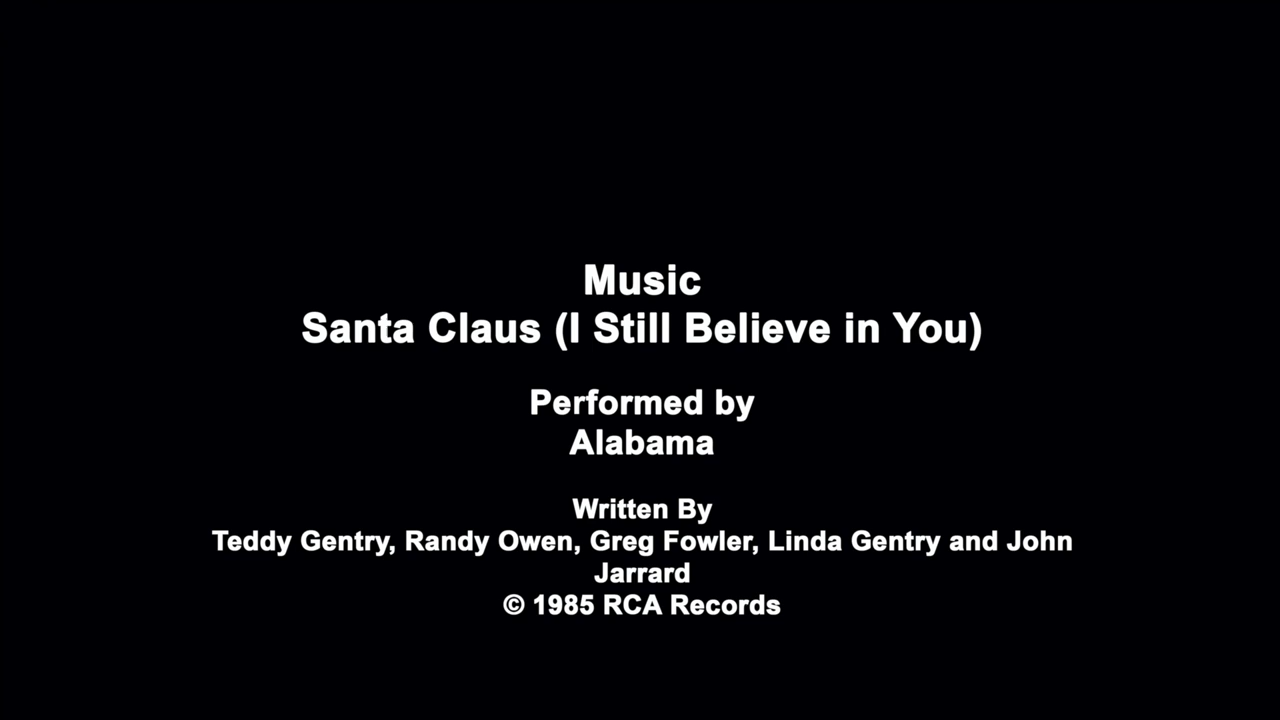 Music
Santa Claus (I Still Believe in You)
Performed by
Alabama
Written By
Teddy Gentry, Randy Owen, Greg Fowler, Linda Gentry and John
Jarrard
© 1985 RCA Records